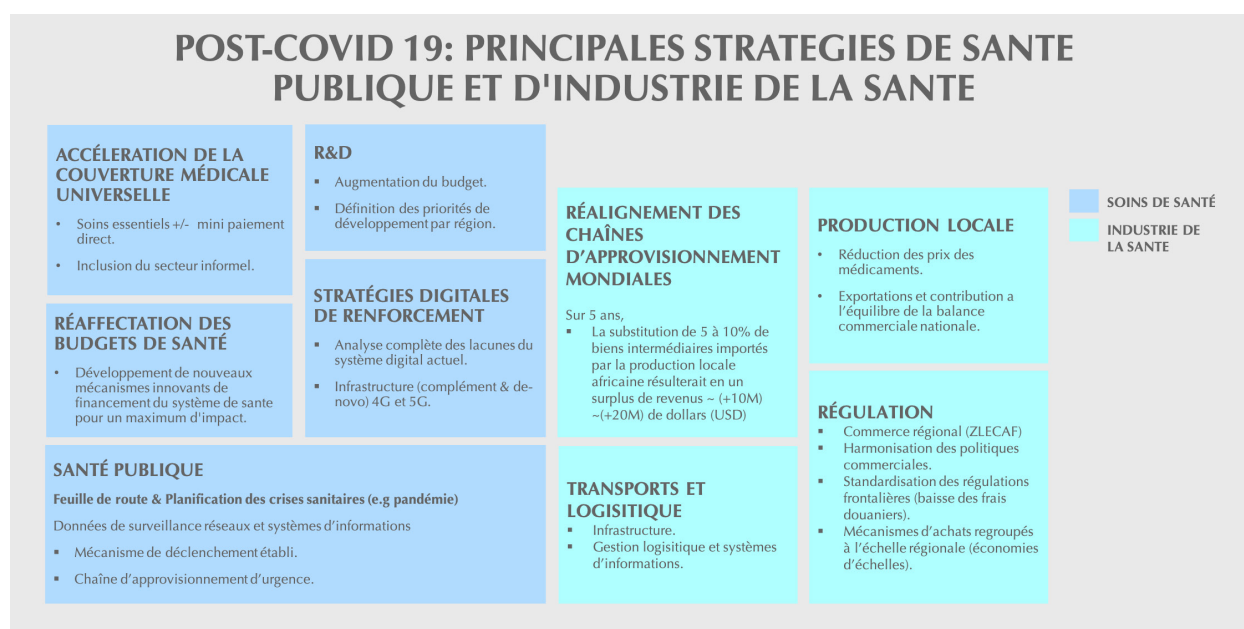 POST-COVID 19: PRINCIPALES STRATEGIES DE SANTE
PUBLIQUE ET D'INDUSTRIE DE LA SANTE
ACCÉLERATION DE LA
COUVERTURE MÉDICALE
UNIVERSELLE
• Soins essentiels +/- mini paiement
direct.
• Inclusion du secteur informel.
RÉAFFECTATION DES
BUDGETS DE SANTÉ
• Développement de nouveaux
mécanismes innovants de
financement du système de sante
pour un maximum d'impact.
R&D
▪ Augmentation du budget.
▪ Définition des priorités de
développement par région.
STRATÉGIES DIGITALES
DE RENFORCEMENT
▪ Analyse complète des lacunes du
système digital actuel.
▪ Infrastructure (complément & de-
novo) 4G et 5G.
SANTÉ PUBLIQUE
Feuille de route & Planification des crises sanitaires (e.g pandémie)
Données de surveillance réseaux et systèmes d'informations
▪ Mécanisme de déclenchement établi.
▪ Chaîne d'approvisionnement d'urgence.
RÉALIGNEMENT DES
CHAÎNES
D'APPROVISIONNEMENT
MONDIALES
Sur 5 ans,
▪ La substitution de 5 à 10% de
biens intermédiaires importés
par la production locale
africaine résulterait en un
surplus de revenus ~ (+10M)
~(+20M) de dollars (USD)
TRANSPORTS ET
LOGISITIQUE
▪ Infrastructure.
▪ Gestion logisitique et systèmes
d'informations.
PRODUCTION LOCALE
• Réduction des prix des
médicaments.
• Exportations et contribution a
l'équilibre de la balance
commerciale nationale.
RÉGULATION
▪ Commerce régional (ZLECAF)
▪ Harmonisation des politiques
commerciales.
▪ Standardisation des régulations
frontalières (baisse des frais
douaniers).
▪ Mécanismes d'achats regroupés
à l'échelle régionale (économies
d'échelles).
SOINS DE SANTÉ
INDUSTRIE DE
LA SANTE